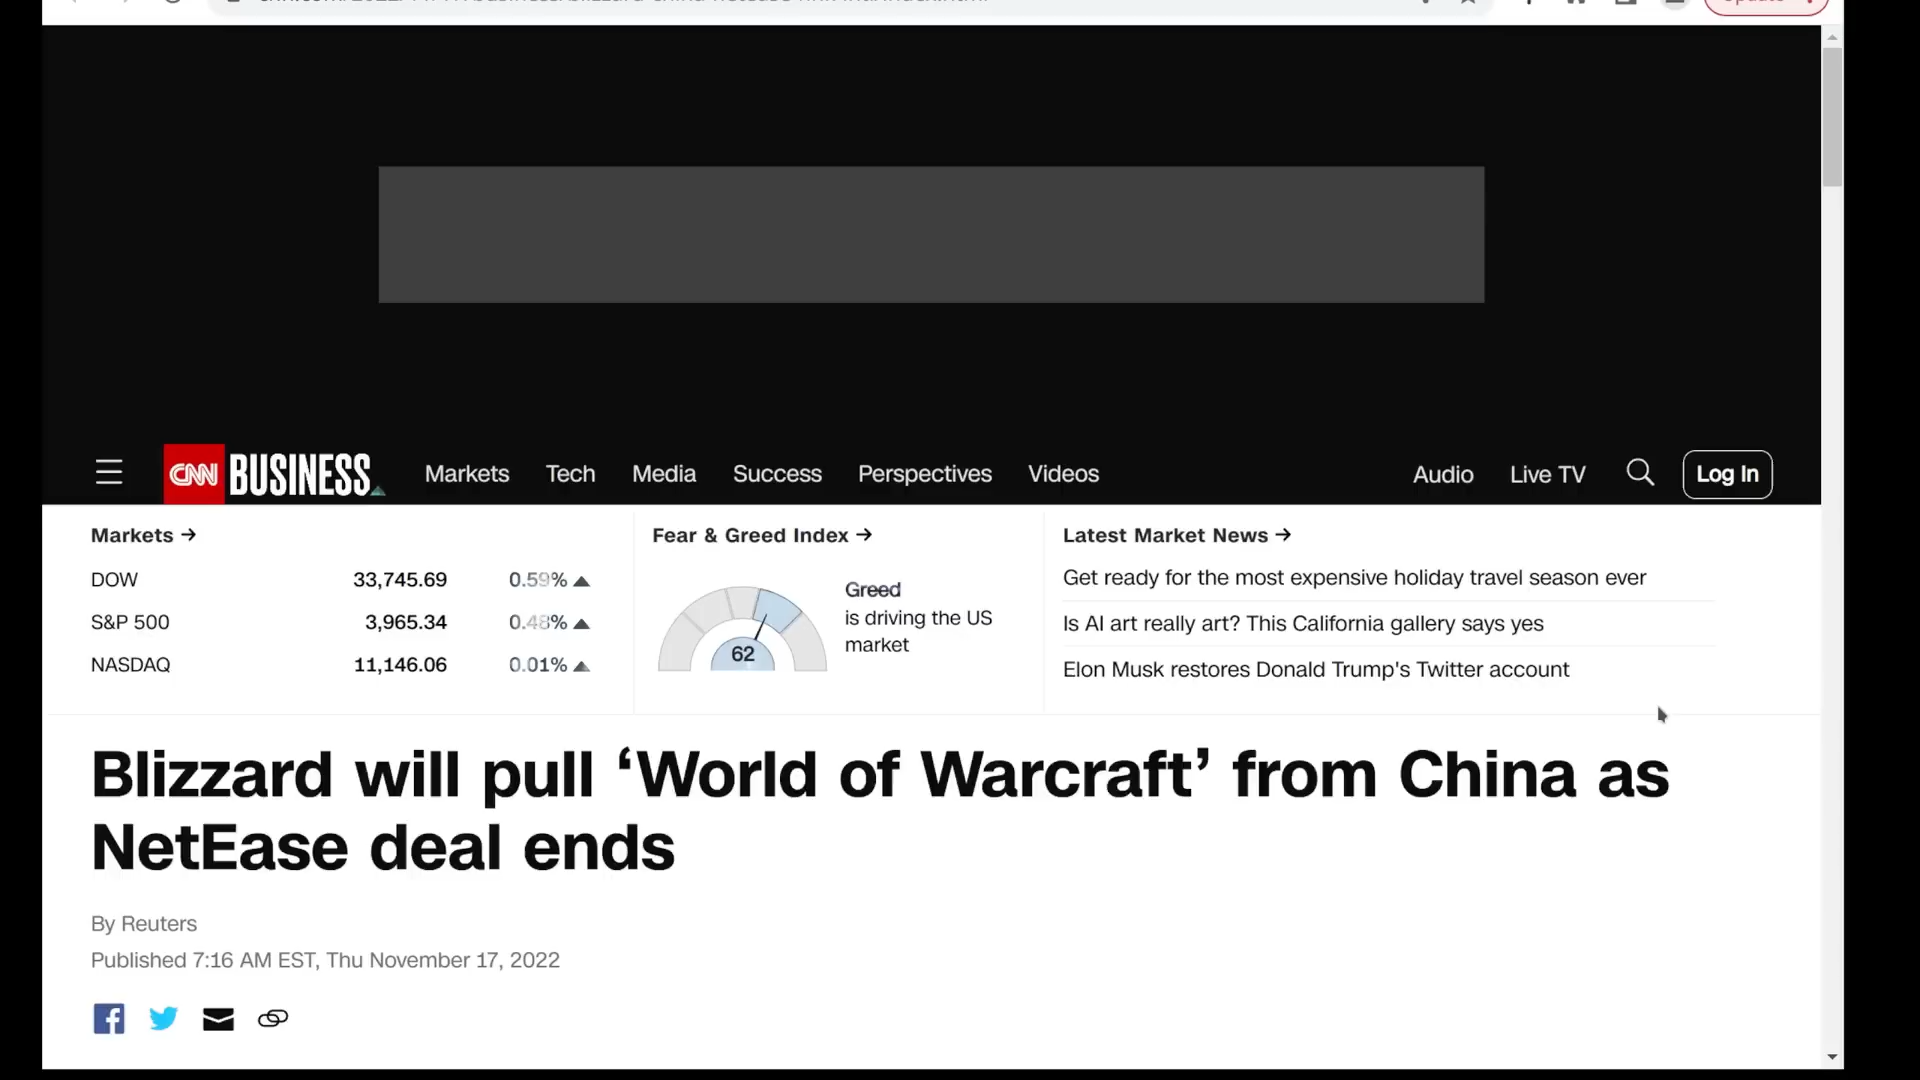 CNN BUSINESS
Markets Tech Media Success Perspectives Videos
Audio Live TV Log In
Markets →
DOW 33,745.69 0.59% ▲
S&P 500 3,965.34 0.48% ▲
NASDAQ 11,146.06 0.01% ▲
Fear & Greed Index →
62
Greed
is driving the US
market
Latest Market News →
Get ready for the most expensive holiday travel season ever
Is AI art really art? This California gallery says yes
Elon Musk restores Donald Trump's Twitter account
Blizzard will pull ‘World of Warcraft’ from China as
NetEase deal ends
By Reuters
Published 7:16 AM EST, Thu November 17, 2022